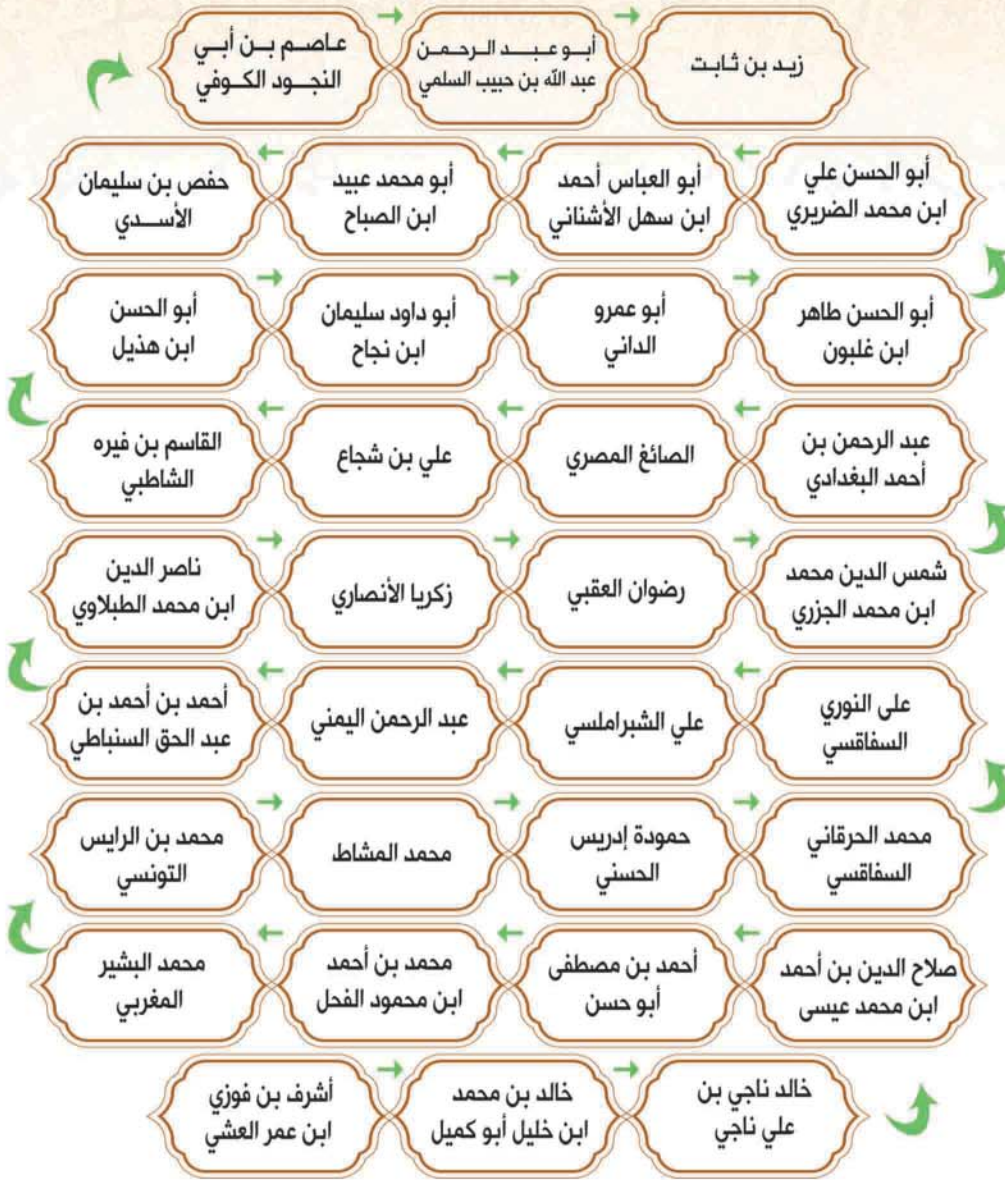 زيد بن ثابت
أبو عبد الرحمن
عبد الله بن حبيب السلمي
عاصم بن أبي
النجود الكوفي
أبو الحسن علي
ابن محمد الضريري
أبو العباس أحمد
ابن سهل الأشناني
أبو محمد عبيد
ابن الصباح
حفص بن سليمان
الأسدي
أبو الحسن طاهر
ابن غلبون
أبو عمرو
الداني
أبو داود سليمان
ابن نجاح
أبو الحسن
ابن هذيل
عبد الرحمن بن
أحمد البغدادي
الصائغ المصري
علي بن شجاع
القاسم بن فيره
الشاطبي
شمس الدين محمد
ابن محمد الجزري
رضوان العقبي
زكريا الأنصاري
ناصر الدين
ابن محمد الطبلاوي
على النوري
السفاقسي
علي الشبراملسي
عبد الرحمن اليمني
أحمد بن أحمد بن
عبد الحق السنباطي
محمد الحرقاني
السفاقسي
حمودة إدريس
الحسني
محمد المشاط
محمد بن الرايس
التونسي
صلاح الدين بن أحمد
ابن محمد عيسى
أحمد بن مصطفى
أبو حسن
محمد بن أحمد
ابن محمود الفحل
محمد البشير
المغربي
خالد ناجي بن
علي ناجي
خالد بن محمد
ابن خليل أبو كميل
أشرف بن فوزي
ابن عمر العشي